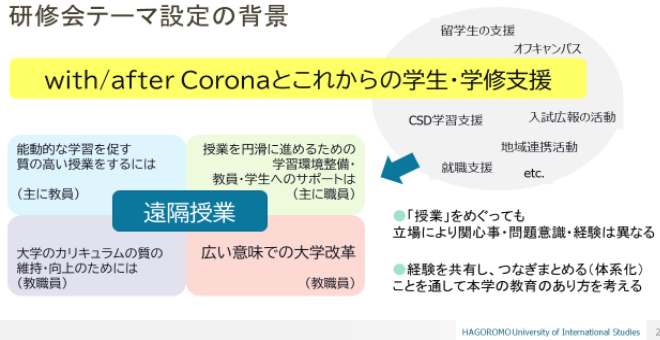 研修会テーマ設定の背景
留学生の支援
オフキャンパス
with/after Coronaとこれからの学生・学修支援
CSD学習支援
入試広報の活動
地域連携活動
就職支援
etc.
能動的な学習を促す
質の高い授業をするには
（主に教員）
授業を円滑に進めるための
学習環境整備・
教員・学生へのサポートは
（主に職員）
遠隔授業
大学のカリキュラムの質の
維持・向上のためには
（教職員）
広い意味での大学改革
（教職員）
●「授業」をめぐっても
立場により関心事・問題意識・経験は異なる
●経験を共有し、つなぎまとめる（体系化）
ことを通して本学の教育のあり方を考える
HAGOROMO University of International Studies 2